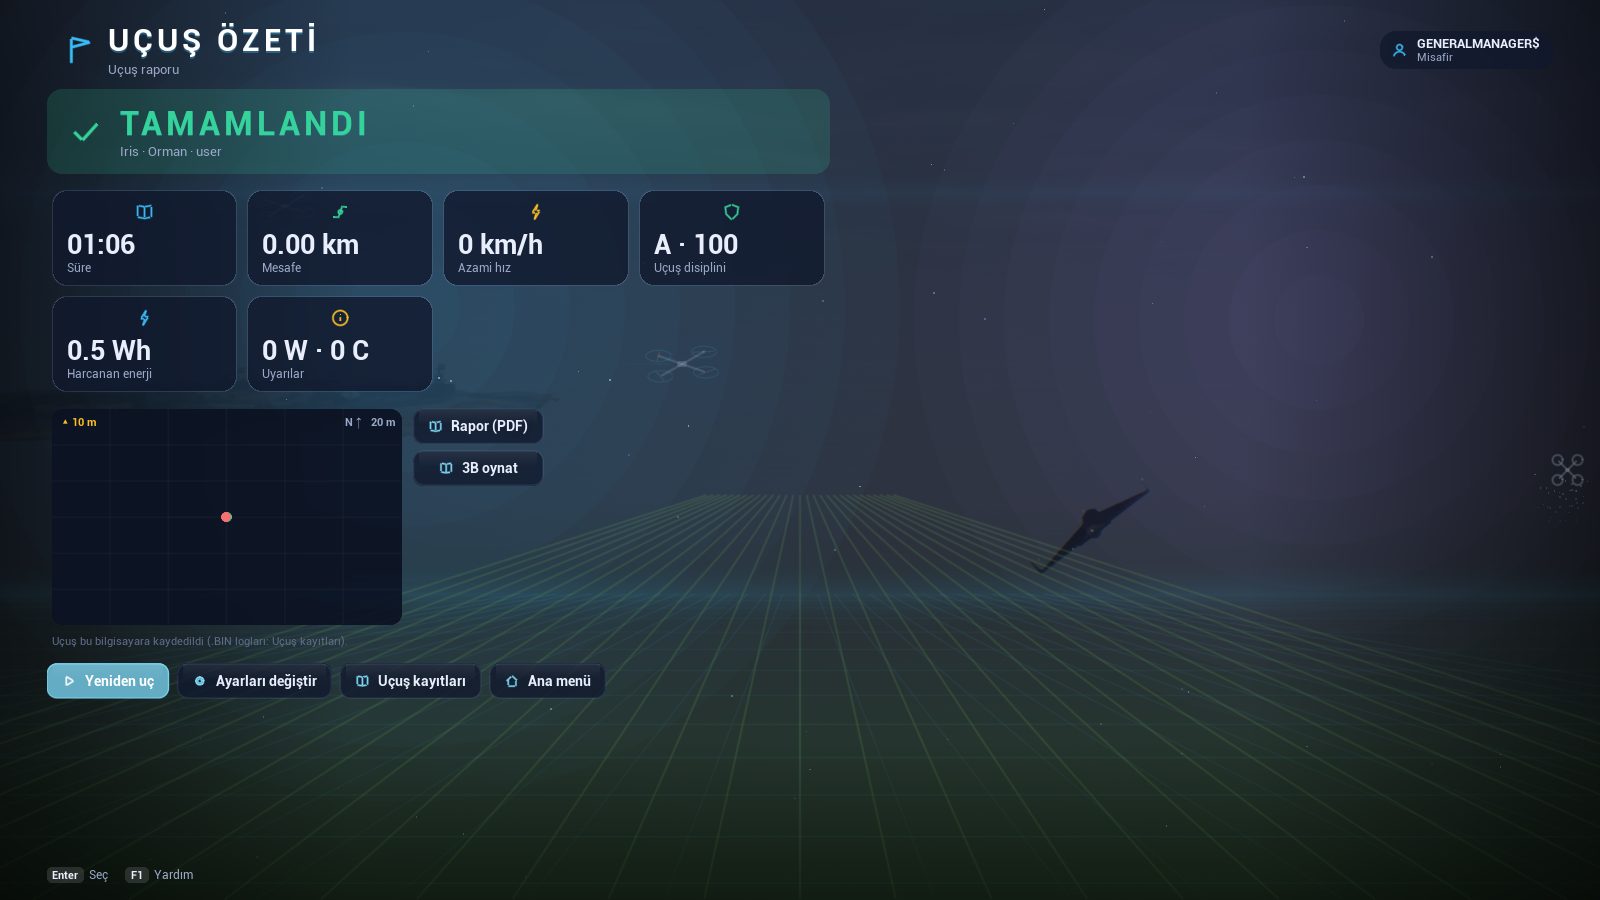 UÇUŞ ÖZETİ
Uçuş raporu
GENERALMANAGER$
Misafir
TAMAMLANDI
Iris · Orman · user
01:06
Süre
0.00 km
Mesafe
0 km/h
Azami hız
A · 100
Uçuş disiplini
0.5 Wh
Harcanan enerji
0 W · 0 C
Uyarılar
▲ 10 m
N ↑ 20 m
Rapor (PDF)
3B oynat
Uçuş bu bilgisayara kaydedildi (.BIN logları: Uçuş kayıtları).
Yeniden uç
Ayarları değiştir
Uçuş kayıtları
Ana menü
Enter Seç F1 Yardım